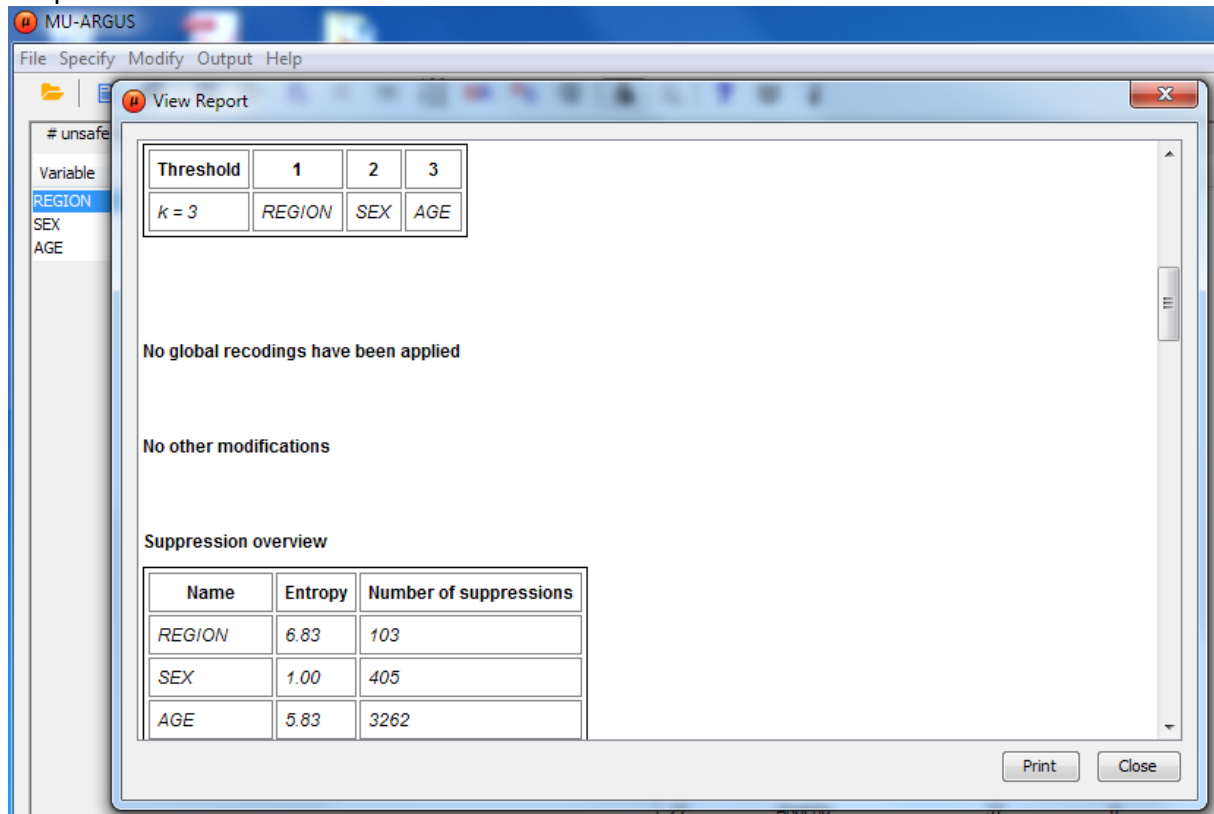 MU-ARGUS
File Specify Modify Output Help
View Report
# unsafe
Variable
REGION
SEX
AGE
Threshold 1 2 3
k = 3 REGION SEX AGE
No global recodings have been applied
No other modifications
Suppression overview
Name Entropy Number of suppressions
REGION 6.83 103
SEX 1.00 405
AGE 5.83 3262
Print Close